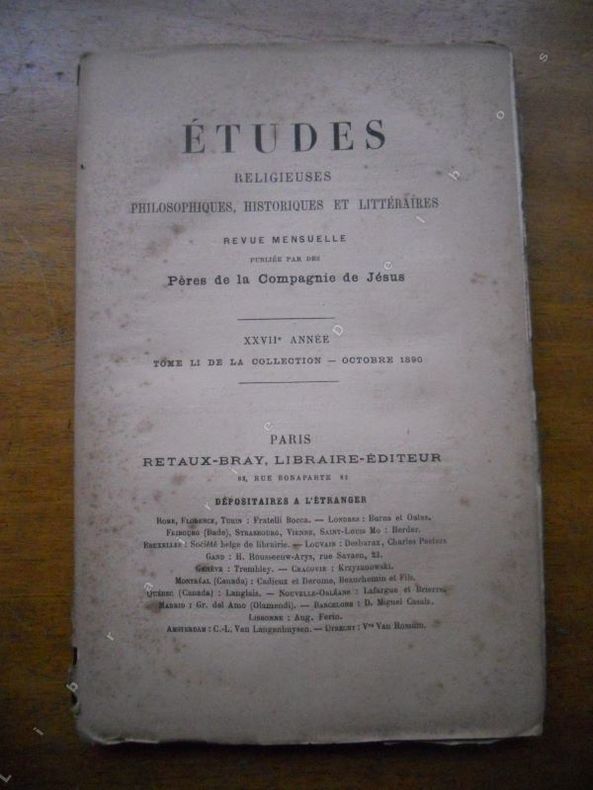 ÉTUDES
RELIGIEUSES
PHILOSOPHIQUES, HISTORIQUES ET LITTÉRAIRES
REVUE MENSUELLE
PUBLIÉE PAR DES
Pères de la Compagnie de Jésus
XXVIIe ANNÉE
TOME LI DE LA COLLECTION — OCTOBRE 1890
PARIS
RETAUX-BRAY, LIBRAIRE-ÉDITEUR
82, RUE BONAPARTE 82
DÉPOSITAIRES A L'ÉTRANGER
ROME, FLORENCE, TURIN : Fratelli Bocca. — LONDRES : Burns et Oates.
FRIBOURG (Bade), STRASBOURG, VIENNE, SAINT-LOUIS Mo : Herder.
BRUXELLES : Société belge de librairie. — LOUVAIN : Desbarax, Charles Peeters
GAND : H. Rousseeuw-Arys, rue Savaen, 23.
GENÈVE : Trembley. — CRACOVIE : Krzyzanowski.
MONTRÉAL (Canada) : Cadieux et Derome, Beauchemin et Fils.
QUÉBEC (Canada) : Langlais. — NOUVELLE-ORLÉANS : Lafargue et Brierre.
MADRID : Gr. del Amo (Olamendi). — BARCELONE : D. Miguel Casals.
LISBONNE : Aug. Ferin.
AMSTERDAM : C.-L. Van Langenhuysen. — UTRECHT : Vve Van Rossum.